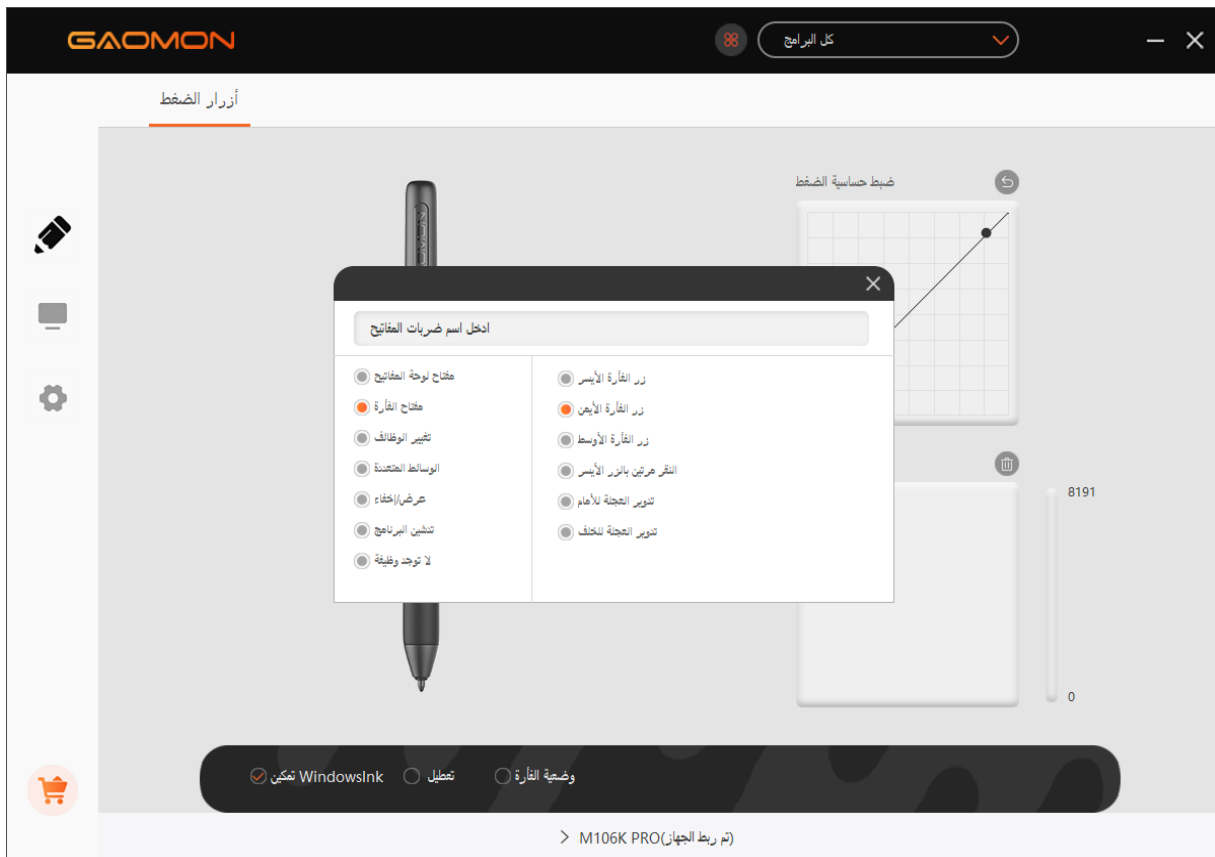 GAOMON
كل البرامج
أزرار الضغط
ضبط حساسية الضغط
ادخل اسم ضربات المفاتيح
مفتاح لوحة المفاتيح
مفتاح الفأرة
تغيير الوظائف
الوسائط المتعددة
عرض/إخفاء
تدشين البرنامج
لا توجد وظيفة
زر الفأرة الأيسر
زر الفأرة الأيمن
زر الفأرة الأوسط
النقر مرتين بالزر الأيسر
تدوير العجلة للأمام
تدوير العجلة للخلف
8191
0
تمكين WindowsInk
تعطيل
وضعية الفأرة
M106K PRO(تم ربط الجهاز)